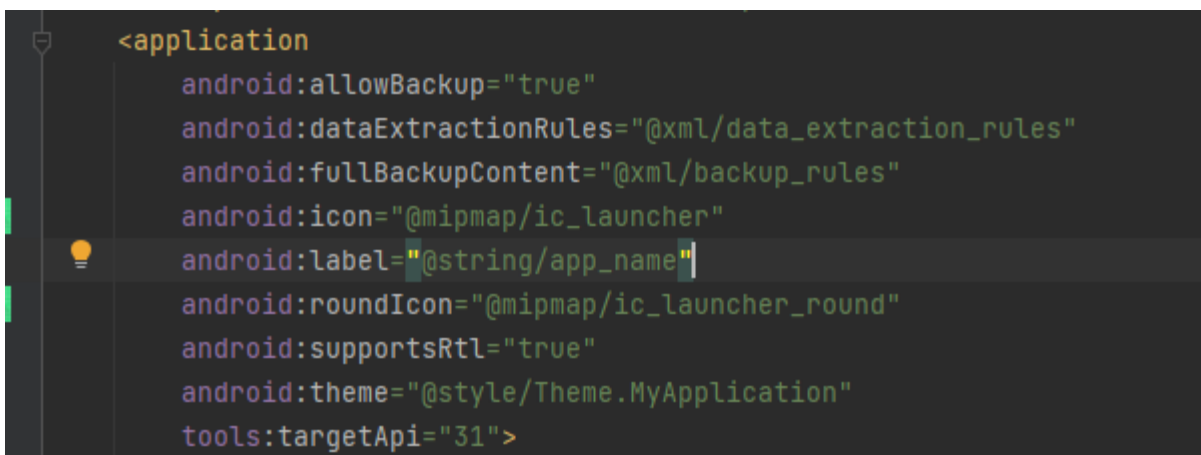 <application
android:allowBackup="true"
android:dataExtractionRules="@xml/data_extraction_rules"
android:fullBackupContent="@xml/backup_rules"
android:icon="@mipmap/ic_launcher"
android:label="@string/app_name"
android:roundIcon="@mipmap/ic_launcher_round"
android:supportsRtl="true"
android:theme="@style/Theme.MyApplication"
tools:targetApi="31">